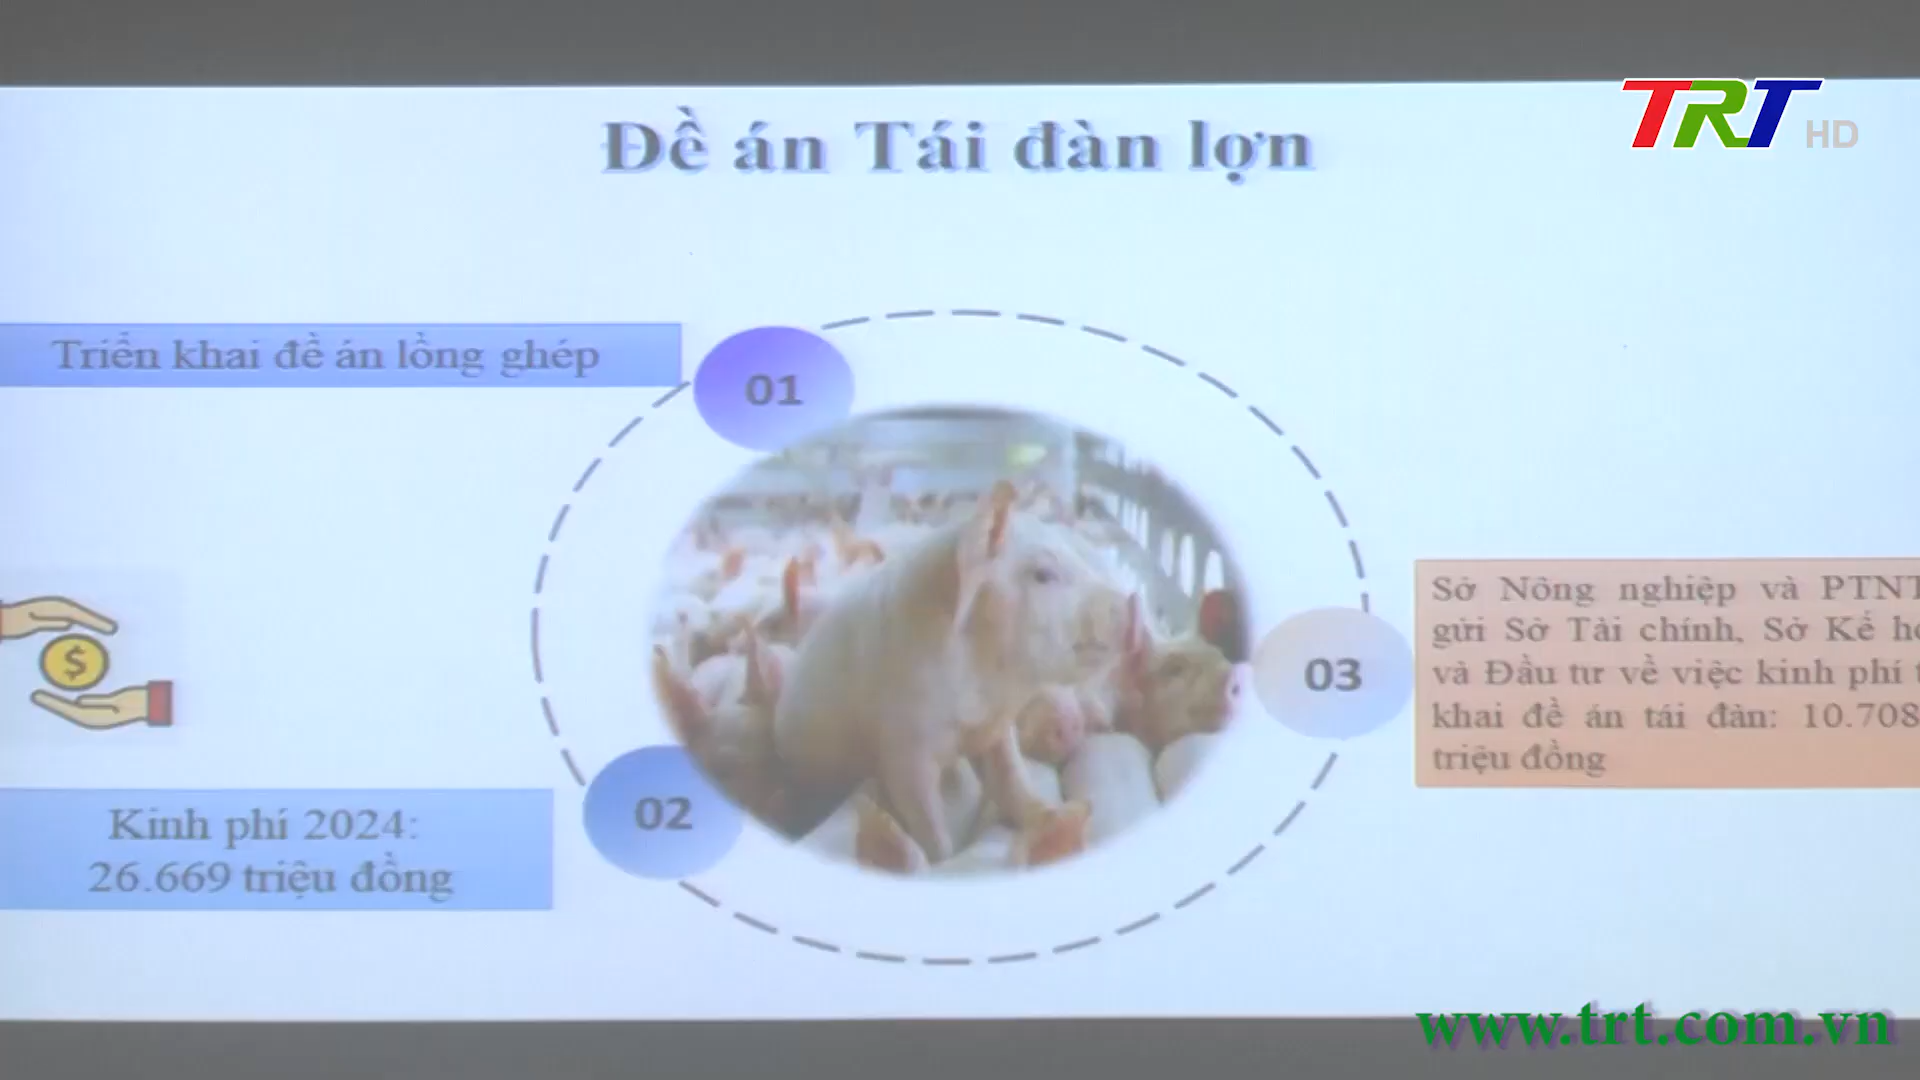 TRT HD
Đề án Tái đàn lợn
Triển khai đề án lồng ghép
01
$
02
Kinh phí 2024:
26.669 triệu đồng
03
Sở Nông nghiệp và PTNT
gửi Sở Tài chính, Sở Kế
và Đầu tư về việc kinh phí
khai đề án tái đàn: 10.708
triệu đồng
www.trt.com.vn